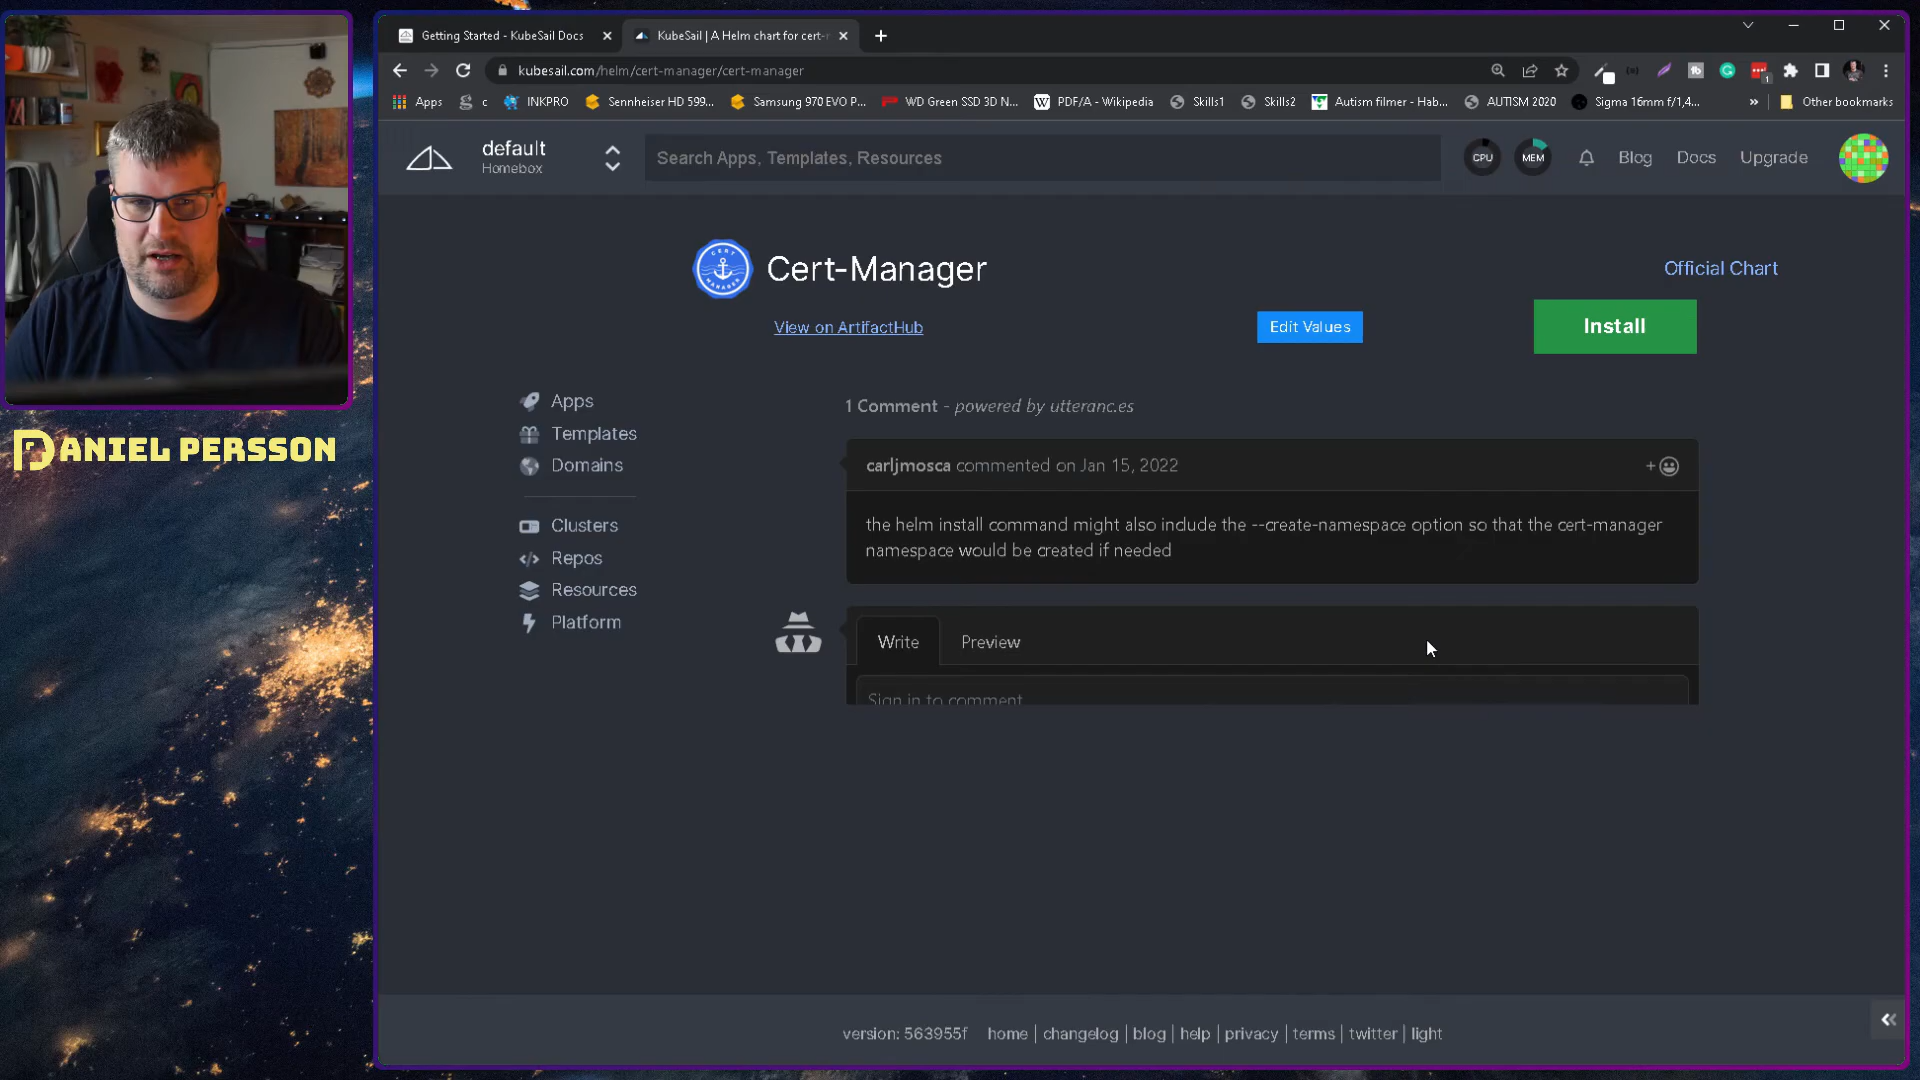 Getting Started - KubeSail Docs
KubeSail | A Helm chart for cert-
kubesail.com/helm/cert-manager/cert-manager
Apps
c
INKPRO
Sennheiser HD 599...
Samsung 970 EVO P...
WD Green SSD 3D N...
PDF/A - Wikipedia
Skills1
Skills2
Autism filmer - Hab...
AUTISM 2020
Sigma 16mm f/1,4...
»
Other bookmarks
default
Homebox
Search Apps, Templates, Resources
CPU
MEM
Blog
Docs
Upgrade
Cert-Manager
Official Chart
View on ArtifactHub
Edit Values
Install
Apps
Templates
Domains
Clusters
Repos
Resources
Platform
1 Comment - powered by utteranc.es
carljmosca commented on Jan 15, 2022
the helm install command might also include the --create-namespace option so that the cert-manager
namespace would be created if needed
Write
Preview
Sign in to comment
DANIEL PERSSON
version: 563955f home | changelog | blog | help | privacy | terms | twitter | light